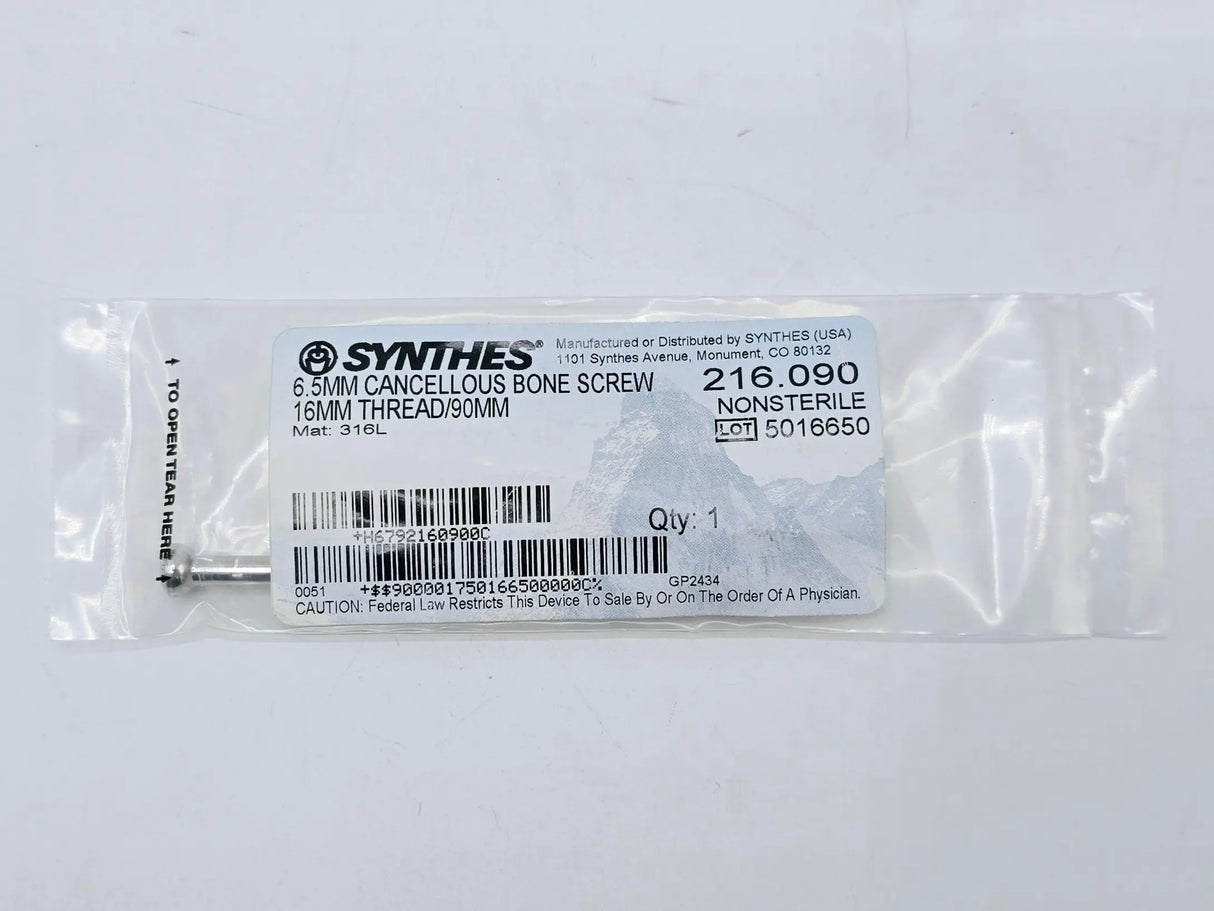 SYNTHES®
Manufactured or Distributed by SYNTHES (USA)
1101 Synthes Avenue, Monument, CO 80132
6.5MM CANCELLOUS BONE SCREW
16MM THREAD/90MM
Mat: 316L
216.090
NONSTERILE
LOT 5016650
TO OPEN TEAR HERE
+H6792160900C
Qty: 1
0051
+$$90000175016650000​0C%
GP2434
CAUTION: Federal Law Restricts This Device To Sale By Or On The Order Of A Physician.